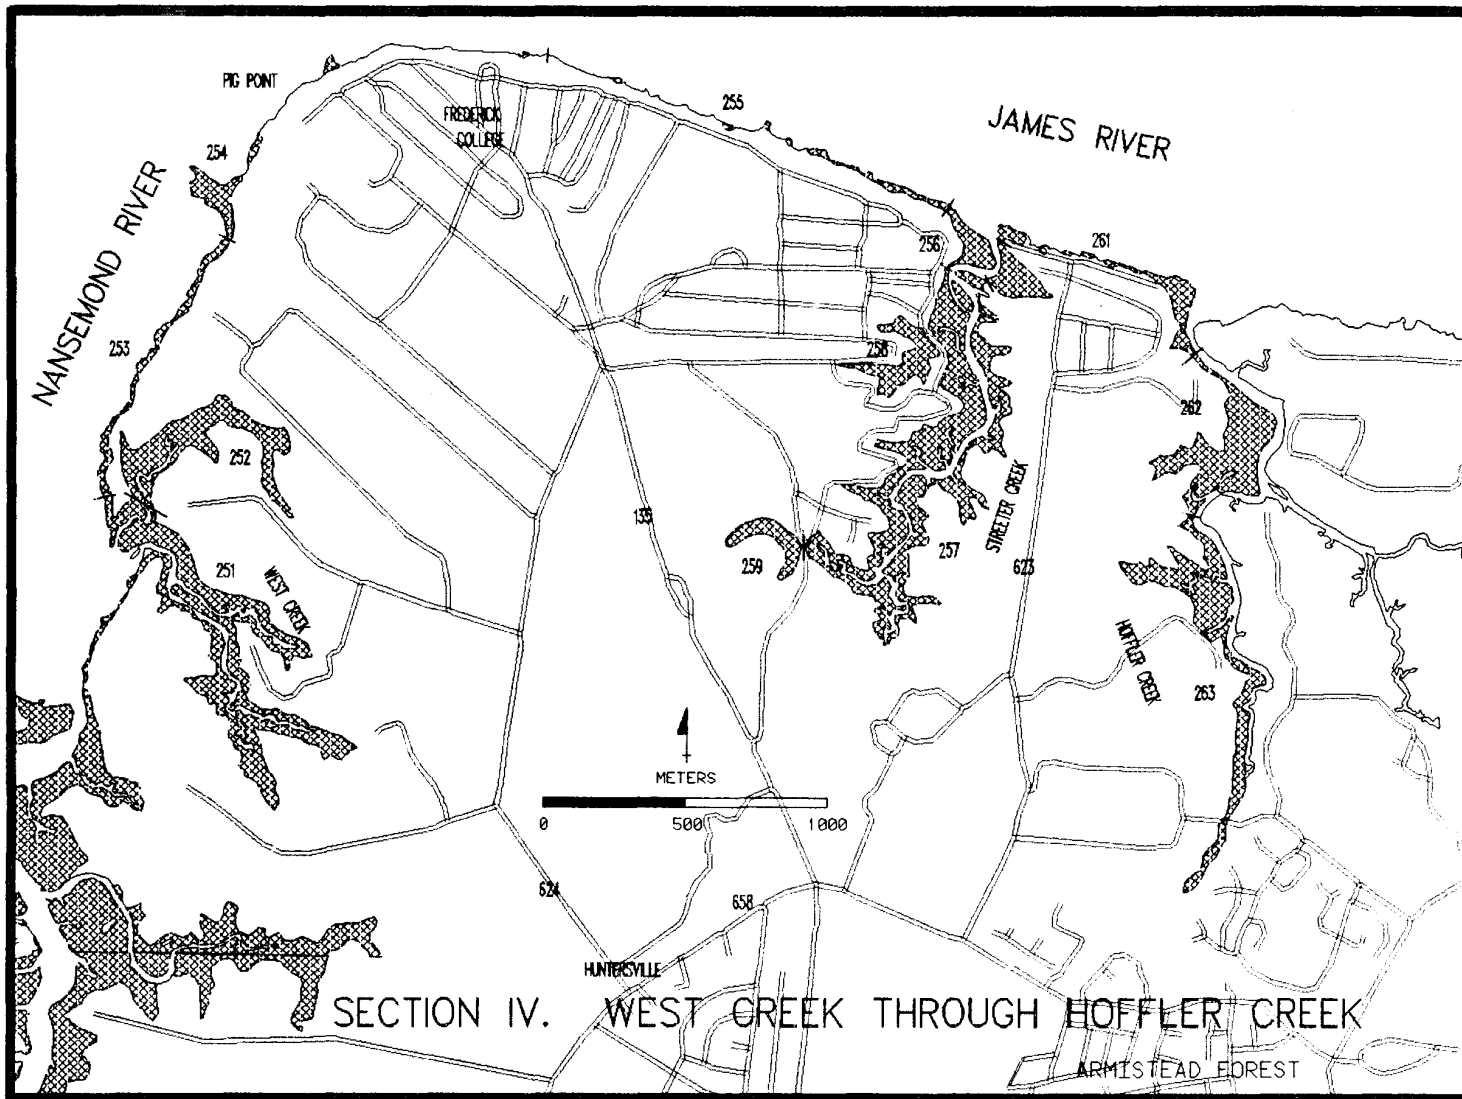 PIG POINT
FREDERICK
COLLEGE
255
JAMES RIVER
254
NANSEMOND RIVER
256
261
253
258
262
252
135
STREETER CREEK
257
259
623
251
WEST CREEK
HOFFLER CREEK
263
METERS
0 500 1000
624
658
HUNTERSVILLE
SECTION IV. WEST CREEK THROUGH HOFFLER CREEK
ARMISTEAD FOREST